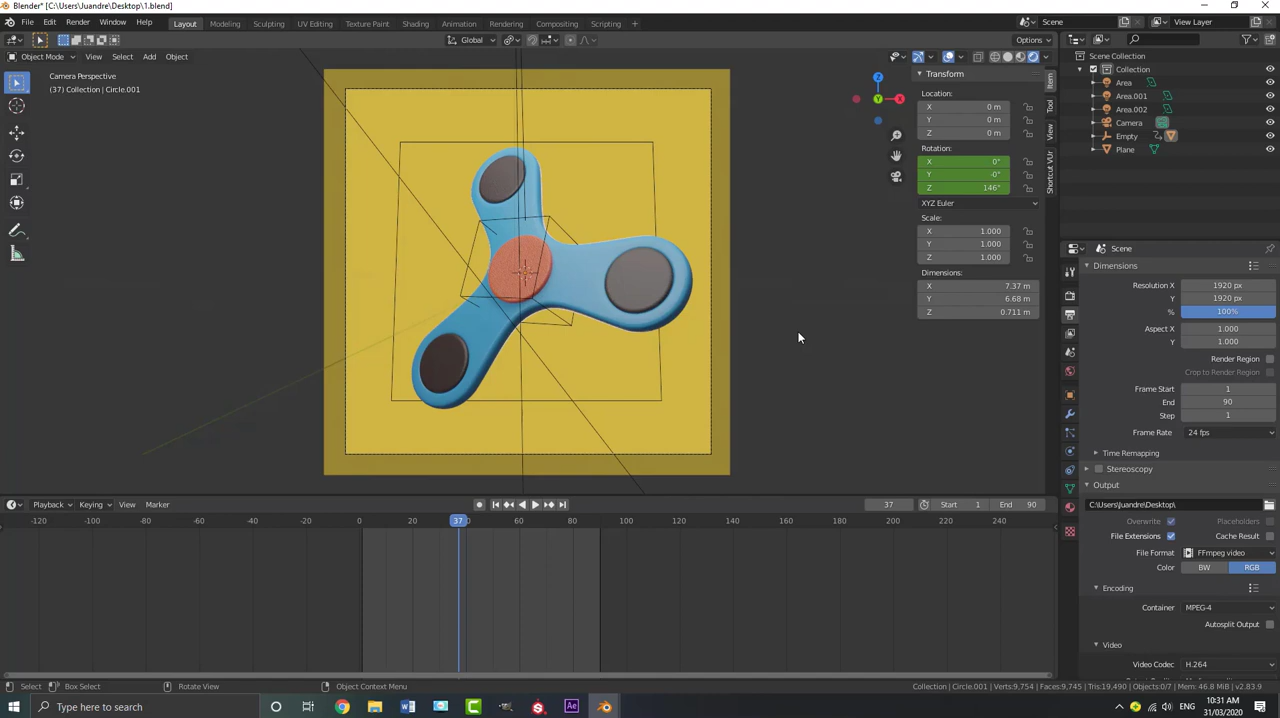 Blender* [C:\Users\Juandre\Desktop\1.blend]
File Edit Render Window Help Layout Modeling Sculpting UV Editing Texture Paint Shading Animation Rendering Compositing Scripting + Scene View Layer
Global Options
Object Mode View Select Add Object
Camera Perspective
(37) Collection | Circle.001
Z
X
Y
Item
Tool
View
Shortcut VUr
Transform
Location:
X 0 m
Y 0 m
Z 0 m
Rotation:
X 0°
Y -0°
Z 146°
XYZ Euler
Scale:
X 1.000
Y 1.000
Z 1.000
Dimensions:
X 7.37 m
Y 6.68 m
Z 0.711 m
Scene Collection
Collection
Area
Area.001
Area.002
Camera
Empty
Plane
Scene
Dimensions
Resolution X 1920 px
Y 1920 px
% 100%
Aspect X 1.000
Y 1.000
Render Region
Crop to Render Region
Frame Start 1
End 90
Step 1
Frame Rate 24 fps
Time Remapping
Stereoscopy
Output
C:\Users\Juandre\Desktop\
Overwrite Placeholders
File Extensions Cache Result
File Format FFmpeg video
Color BW RGB
Encoding
Container MPEG-4
Autosplit Output
Video
Video Codec H.264
Playback Keying View Marker 37 Start 1 End 90
-120 -100 -80 -60 -40 -20 0 20 37 60 80 100 120 140 160 180 200 220 240
Select Box Select Rotate View Object Context Menu Collection | Circle.001 | Verts:9,754 | Faces:9,745 | Tris:19,490 | Objects:0/7 | Mem: 46.8 MiB | v2.83.9
Type here to search
10:31 AM
31/03/2020